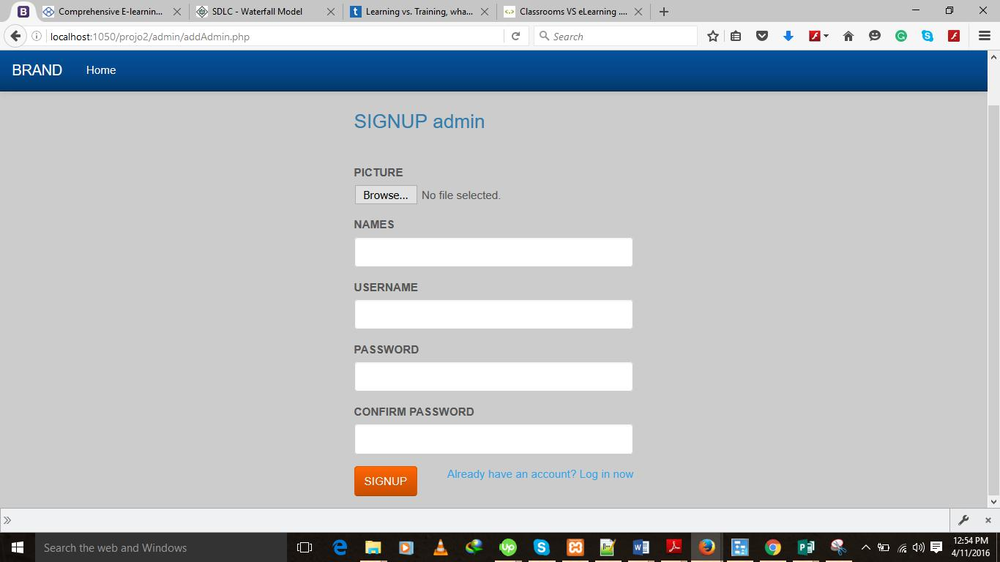 Comprehensive E-learnin...
SDLC - Waterfall Model
Learning vs. Training, wha...
Classrooms VS eLearning ....
localhost:1050/projo2/admin/addAdmin.php
Search
BRAND
Home
SIGNUP admin
PICTURE
Browse... No file selected.
NAMES
USERNAME
PASSWORD
CONFIRM PASSWORD
SIGNUP
Already have an account? Log in now
Search the web and Windows
12:54 PM
4/11/2016